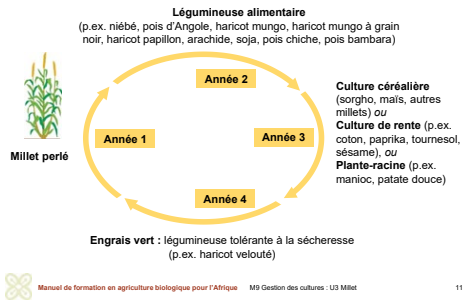 Légumineuse alimentaire
(p.ex. niébé, pois d'Angole, haricot mungo, haricot mungo à grain
noir, haricot papillon, arachide, soja, pois chiche, pois bambara)
Année 2
Année 1
Année 3
Année 4
Millet perlé
Culture céréalière
(sorgho, maïs, autres
millets) ou
Culture de rente (p.ex.
coton, paprika, tournesol,
sésame), ou
Plante-racine (p.ex.
manioc, patate douce)
Engrais vert : légumineuse tolérante à la sécheresse
(p.ex. haricot velouté)
Manuel de formation en agriculture biologique pour l'Afrique M9 Gestion des cultures : U3 Millet 11